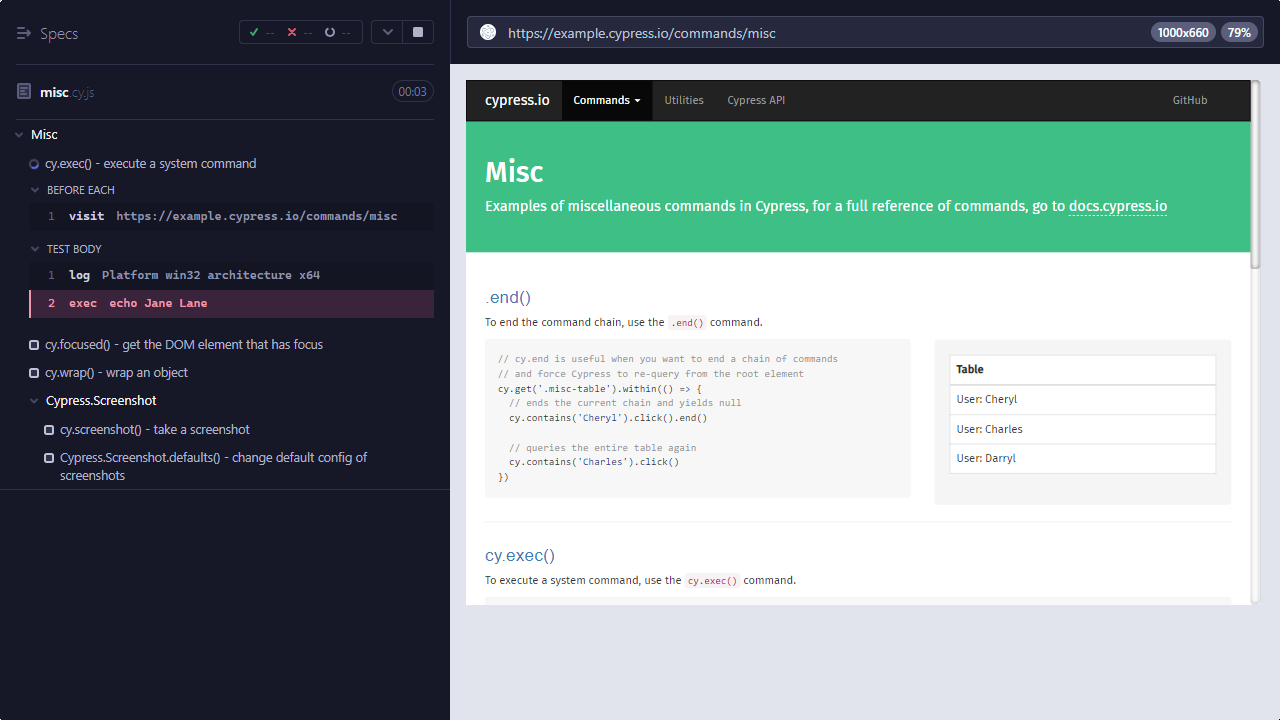 Specs
-- -- --
misc.cy.js
00:03
Misc
cy.exec() - execute a system command
BEFORE EACH
1 visit https://example.cypress.io/commands/misc
TEST BODY
1 log Platform win32 architecture x64
2 exec echo Jane Lane
cy.focused() - get the DOM element that has focus
cy.wrap() - wrap an object
Cypress.Screenshot
cy.screenshot() - take a screenshot
Cypress.Screenshot.defaults() - change default config of
screenshots
https://example.cypress.io/commands/misc
1000x660
79%
cypress.io Commands Utilities Cypress API GitHub
Misc
Examples of miscellaneous commands in Cypress, for a full reference of commands, go to docs.cypress.io
.end()
To end the command chain, use the .end() command.
// cy.end is useful when you want to end a chain of commands
// and force Cypress to re-query from the root element
cy.get('.misc-table').within(() => {
// ends the current chain and yields null
cy.contains('Cheryl').click().end()
// queries the entire table again
cy.contains('Charles').click()
})
Table
User: Cheryl
User: Charles
User: Darryl
cy.exec()
To execute a system command, use the cy.exec() command.